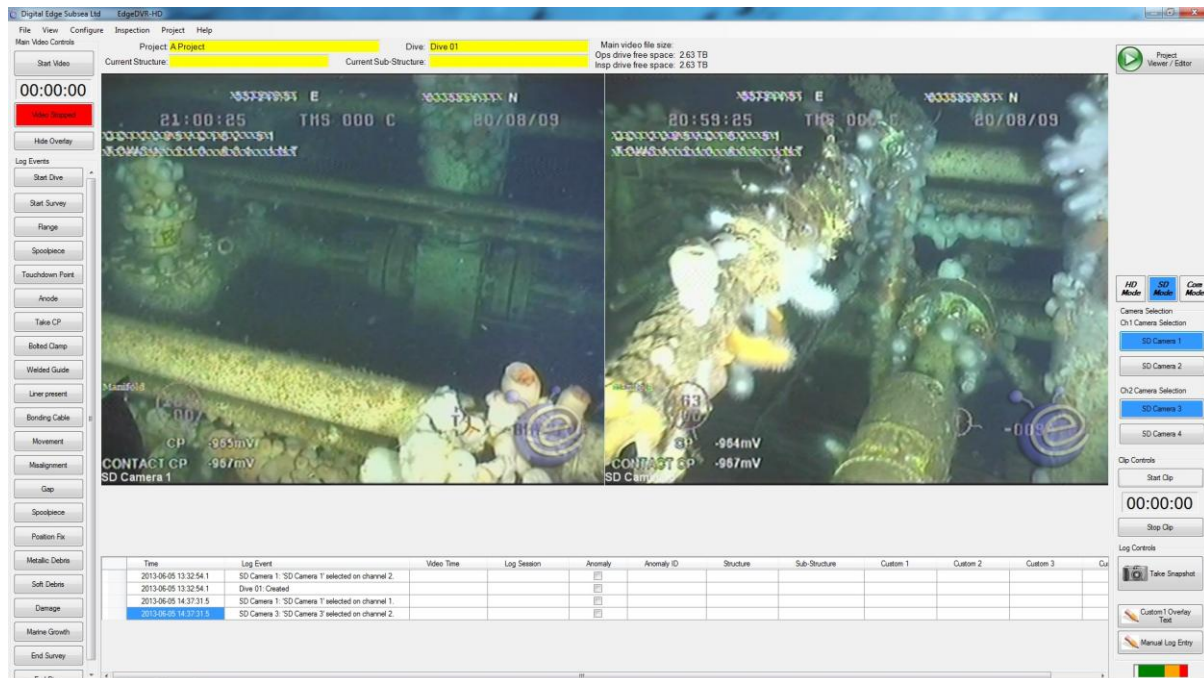 Digital Edge Subsea Ltd EdgeDVR-HD
File View Configure Inspection Project Help
Main Video Controls
Start Video
00:00:00
Video Stopped
Hide Overlay
Log Events
Start Dive
Start Survey
Flange
Spoolpiece
Touchdown Point
Anode
Take CP
Bolted Clamp
Welded Guide
Liner present
Bonding Cable
Movement
Misalignment
Gap
Spoolpiece
Position Fix
Metallic Debris
Soft Debris
Damage
Marine Growth
End Survey
Project A Project
Dive: Dive 01
Current Structure:
Current Sub-Structure:
Main video file size:
Ops drive free space: 2.63 TB
Insp drive free space: 2.63 TB
E N
21:00:25 TMS 000 C 20/08/09
Manifold
CP -965mV
CONTACT CP -967mV
SD Camera 1
E N
20:59:25 TMS 20/08/09
Manifold
63
CP -964mV
CONTACT CP -967mV
SD Camera
Time Log Event Video Time Log Session Anomaly Anomaly ID Structure Sub-Structure Custom 1 Custom 2 Custom 3
2013-06-05 13:32:54.1 SD Camera 1: 'SD Camera 1' selected on channel 2.
2013-06-05 13:32:54.1 Dive 01: Created
2013-06-05 14:37:31.5 SD Camera 1: 'SD Camera 1' selected on channel 1.
2013-06-05 14:37:31.5 SD Camera 3: 'SD Camera 3' selected on channel 2.
Project
Viewer / Editor
HD Mode SD Mode Com Mode
Camera Selection
Ch1 Camera Selection
SD Camera 1
SD Camera 2
Ch2 Camera Selection
SD Camera 3
SD Camera 4
Clip Controls
Start Clip
00:00:00
Stop Clip
Log Controls
Take Snapshot
Custom1 Overlay
Text
Manual Log Entry